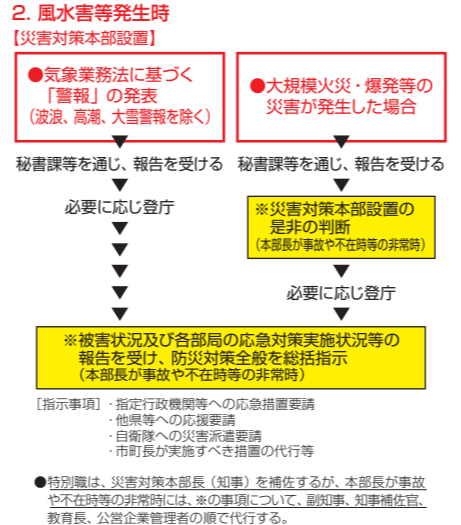 2. 風水害等発生時
【災害対策本部設置】
●気象業務法に基づく
「警報」の発表
（波浪、高潮、大雪警報を除く）
●大規模火災・爆発等の
災害が発生した場合
秘書課等を通じ、報告を受ける
秘書課等を通じ、報告を受ける
必要に応じ登庁
※災害対策本部設置の
是非の判断
（本部長が事故や不在時等の非常時）
必要に応じ登庁
※被害状況及び各部局の応急対策実施状況等の
報告を受け、防災対策全般を総括指示
（本部長が事故や不在時等の非常時）
［指示事項］・指定行政機関等への応急措置要請
・他県等への応援要請
・自衛隊への災害派遣要請
・市町長が実施すべき措置の代行等
●特別職は、災害対策本部長（知事）を補佐するが、本部長が事故
や不在時等の非常時には、※の事項について、副知事、知事補佐官、
教育長、公営企業管理者の順で代行する。